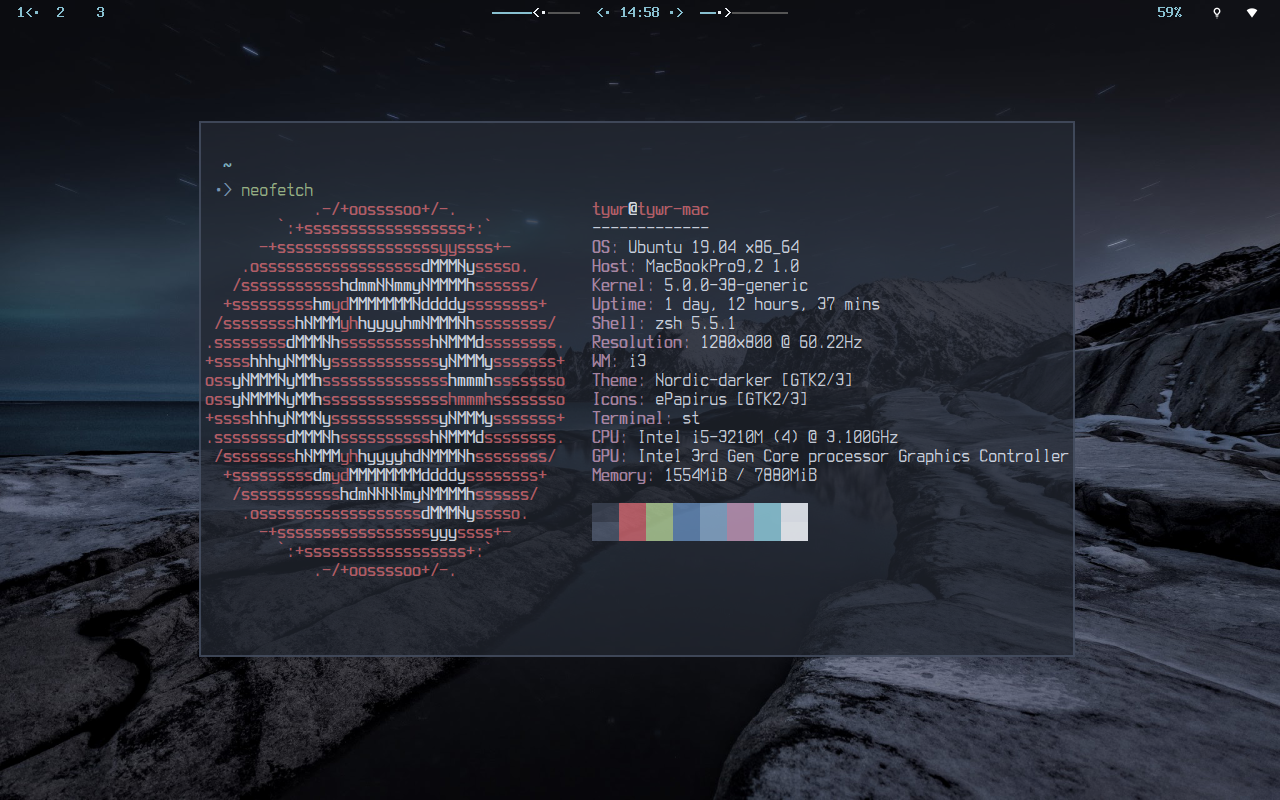 1<· 2 3 <· <· 14:58 ·> ·> 59%
~
·> neofetch
.-/+oossssoo+/-.
`:+ssssssssssssssssss+:`
-+ssssssssssssssssssyyssss+-
.ossssssssssssssssssdMMMNysssso.
/ssssssssssshdmmNNmmyNMMMMhssssss/
+ssssssssshmydMMMMMMMNddddyssssssss+
/sssssssshNMMMyhhyyyyhmNMMMNhssssssss/
.ssssssssdMMMNhsssssssssshNMMMdssssssss.
+sssshhhyNMMNyssssssssssssyNMMMysssssss+
ossyNMMMNyMMhsssssssssssssshmmmhssssssso
ossyNMMMNyMMhsssssssssssssshmmmhssssssso
+sssshhhyNMMNyssssssssssssyNMMMysssssss+
.ssssssssdMMMNhsssssssssshNMMMdssssssss.
/sssssssshNMMMyhhyyyyhdNMMMNhssssssss/
+sssssssssdmydMMMMMMMMddddyssssssss+
/ssssssssssshdmNNNNmyNMMMMhssssss/
.ossssssssssssssssssdMMMNysssso.
-+sssssssssssssssssyyyssss+-
`:+ssssssssssssssssss+:`
.-/+oossssoo+/-.
tywr@tywr-mac
-------------
OS: Ubuntu 19.04 x86_64
Host: MacBookPro9,2 1.0
Kernel: 5.0.0-38-generic
Uptime: 1 day, 12 hours, 37 mins
Shell: zsh 5.5.1
Resolution: 1280x800 @ 60.22Hz
WM: i3
Theme: Nordic-darker [GTK2/3]
Icons: ePapirus [GTK2/3]
Terminal: st
CPU: Intel i5-3210M (4) @ 3.100GHz
GPU: Intel 3rd Gen Core processor Graphics Controller
Memory: 1554MiB / 7880MiB